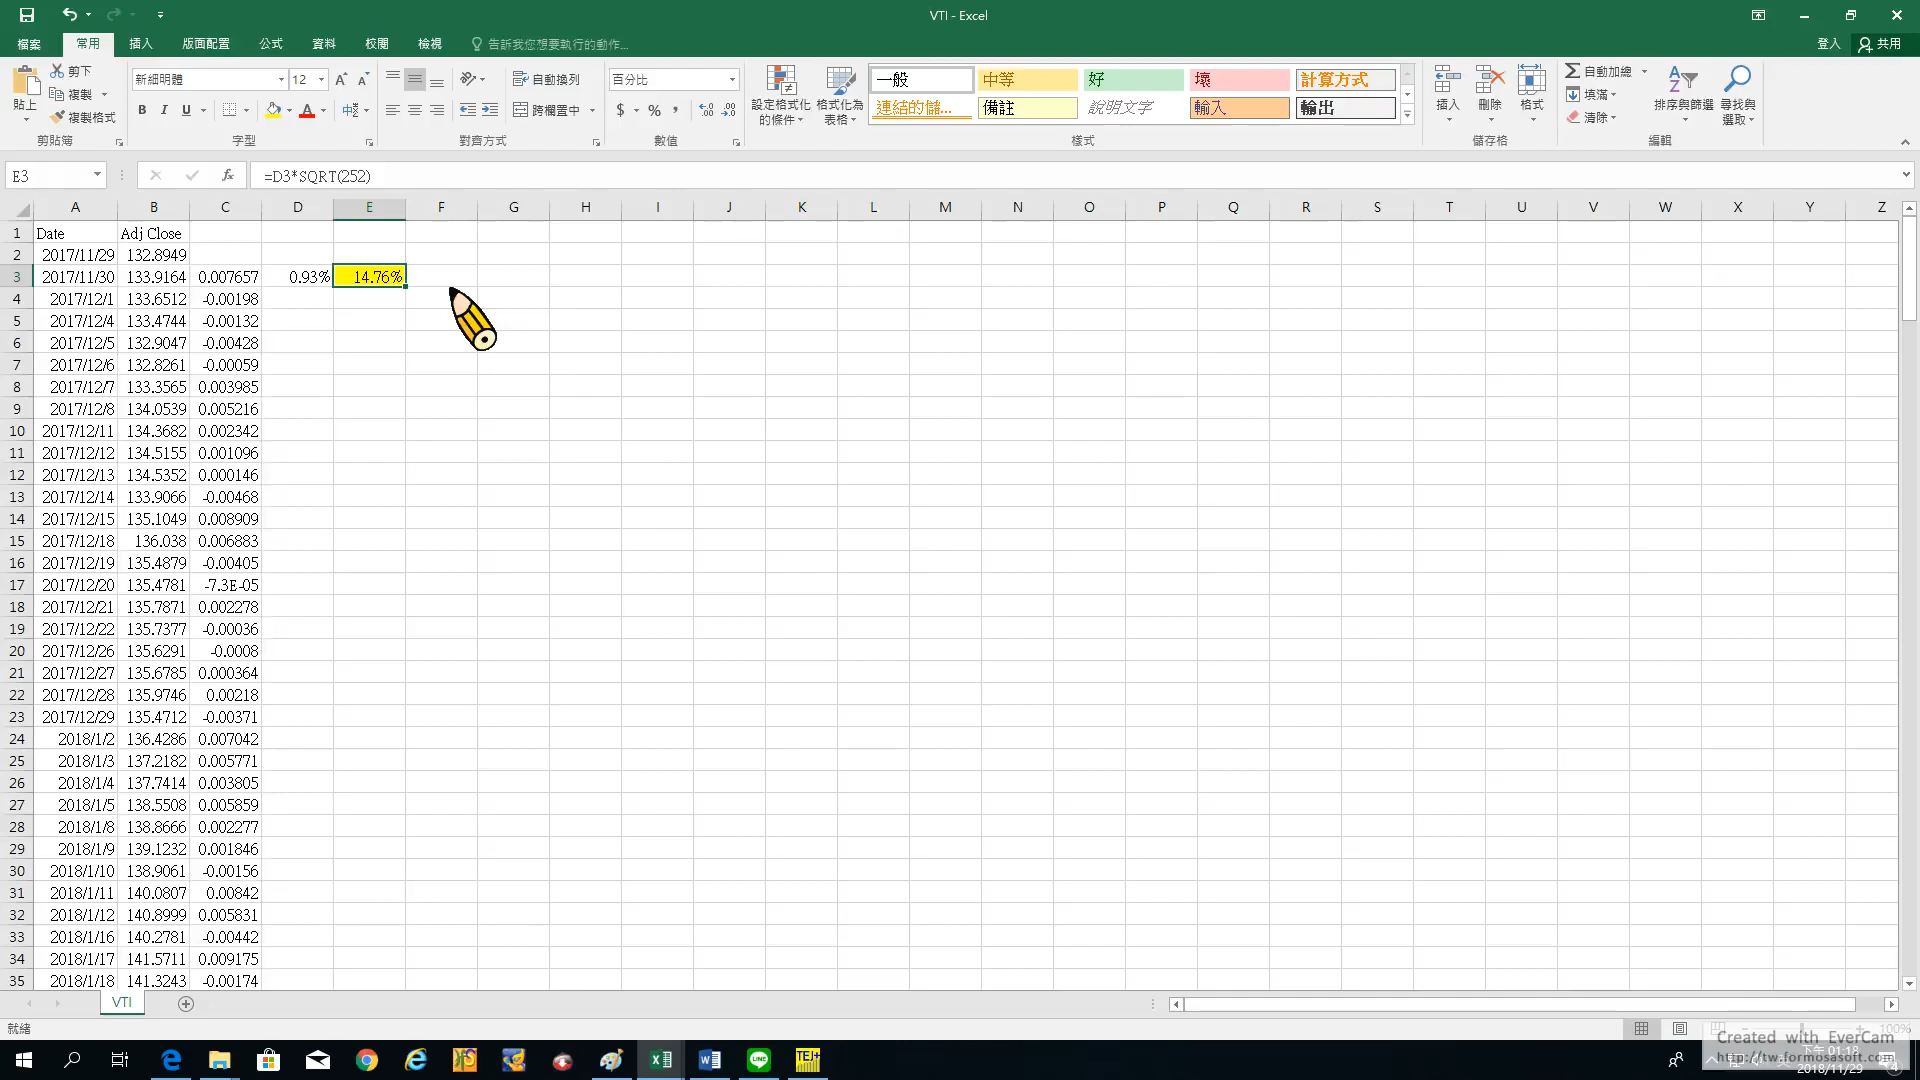 VTI - Excel
檔案 常用 插入 版面配置 公式 資料 校閱 檢視 告訴我您想要執行的動作... 登入 共用
貼上 剪下 複製 複製格式 剪貼簿
新細明體 12 B I U 字型
自動換列 跨欄置中 對齊方式
百分比 $ % , 數值
設定格式化的條件 格式化為表格
一般 中等 好 壞 計算方式
連結的儲... 備註 說明文字 輸入 輸出
樣式
插入 刪除 格式 儲存格
自動加總 填滿 清除 排序與篩選 尋找與選取 編輯
E3 fx =D3*SQRT(252)
A B C D E F G H I J K L M N O P Q R S T U V W X Y Z
1 Date Adj Close
2 2017/11/29 132.8949
3 2017/11/30 133.9164 0.007657 0.93% 14.76%
4 2017/12/1 133.6512 -0.00198
5 2017/12/4 133.4744 -0.00132
6 2017/12/5 132.9047 -0.00428
7 2017/12/6 132.8261 -0.00059
8 2017/12/7 133.3565 0.003985
9 2017/12/8 134.0539 0.005216
10 2017/12/11 134.3682 0.002342
11 2017/12/12 134.5155 0.001096
12 2017/12/13 134.5352 0.000146
13 2017/12/14 133.9066 -0.00468
14 2017/12/15 135.1049 0.008909
15 2017/12/18 136.038 0.006883
16 2017/12/19 135.4879 -0.00405
17 2017/12/20 135.4781 -7.3E-05
18 2017/12/21 135.7871 0.002278
19 2017/12/22 135.7377 -0.00036
20 2017/12/26 135.6291 -0.0008
21 2017/12/27 135.6785 0.000364
22 2017/12/28 135.9746 0.00218
23 2017/12/29 135.4712 -0.00371
24 2018/1/2 136.4286 0.007042
25 2018/1/3 137.2182 0.005771
26 2018/1/4 137.7414 0.003805
27 2018/1/5 138.5508 0.005859
28 2018/1/8 138.8666 0.002277
29 2018/1/9 139.1232 0.001846
30 2018/1/10 138.9061 -0.00156
31 2018/1/11 140.0807 0.00842
32 2018/1/12 140.8999 0.005831
33 2018/1/16 140.2781 -0.00442
34 2018/1/17 141.5711 0.009175
35 2018/1/18 141.3243 -0.00174
VTI
就緒 100%
Created with EverCam
http://tw.formosasoft.com
TEJ+ LINE 下午 01:18
2018/11/29